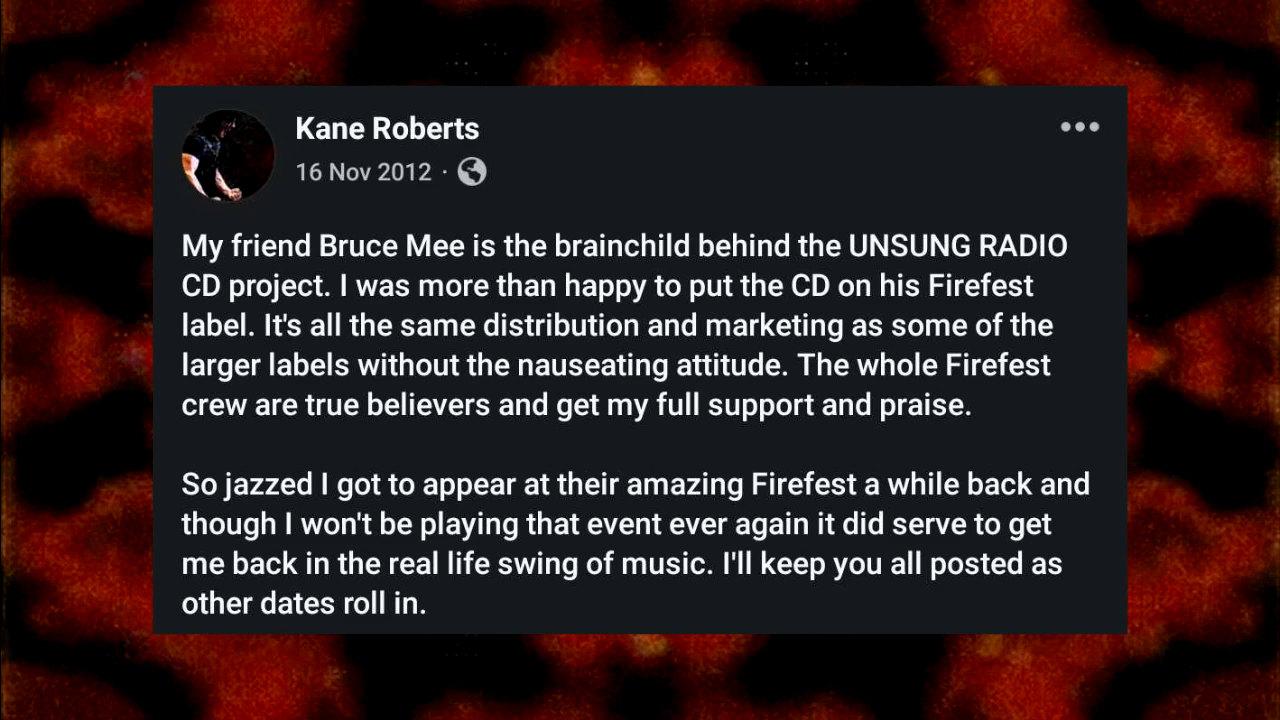 Kane Roberts
16 Nov 2012 ·
My friend Bruce Mee is the brainchild behind the UNSUNG RADIO
CD project. I was more than happy to put the CD on his Firefest
label. It's all the same distribution and marketing as some of the
larger labels without the nauseating attitude. The whole Firefest
crew are true believers and get my full support and praise.
So jazzed I got to appear at their amazing Firefest a while back and
though I won't be playing that event ever again it did serve to get
me back in the real life swing of music. I'll keep you all posted as
other dates roll in.